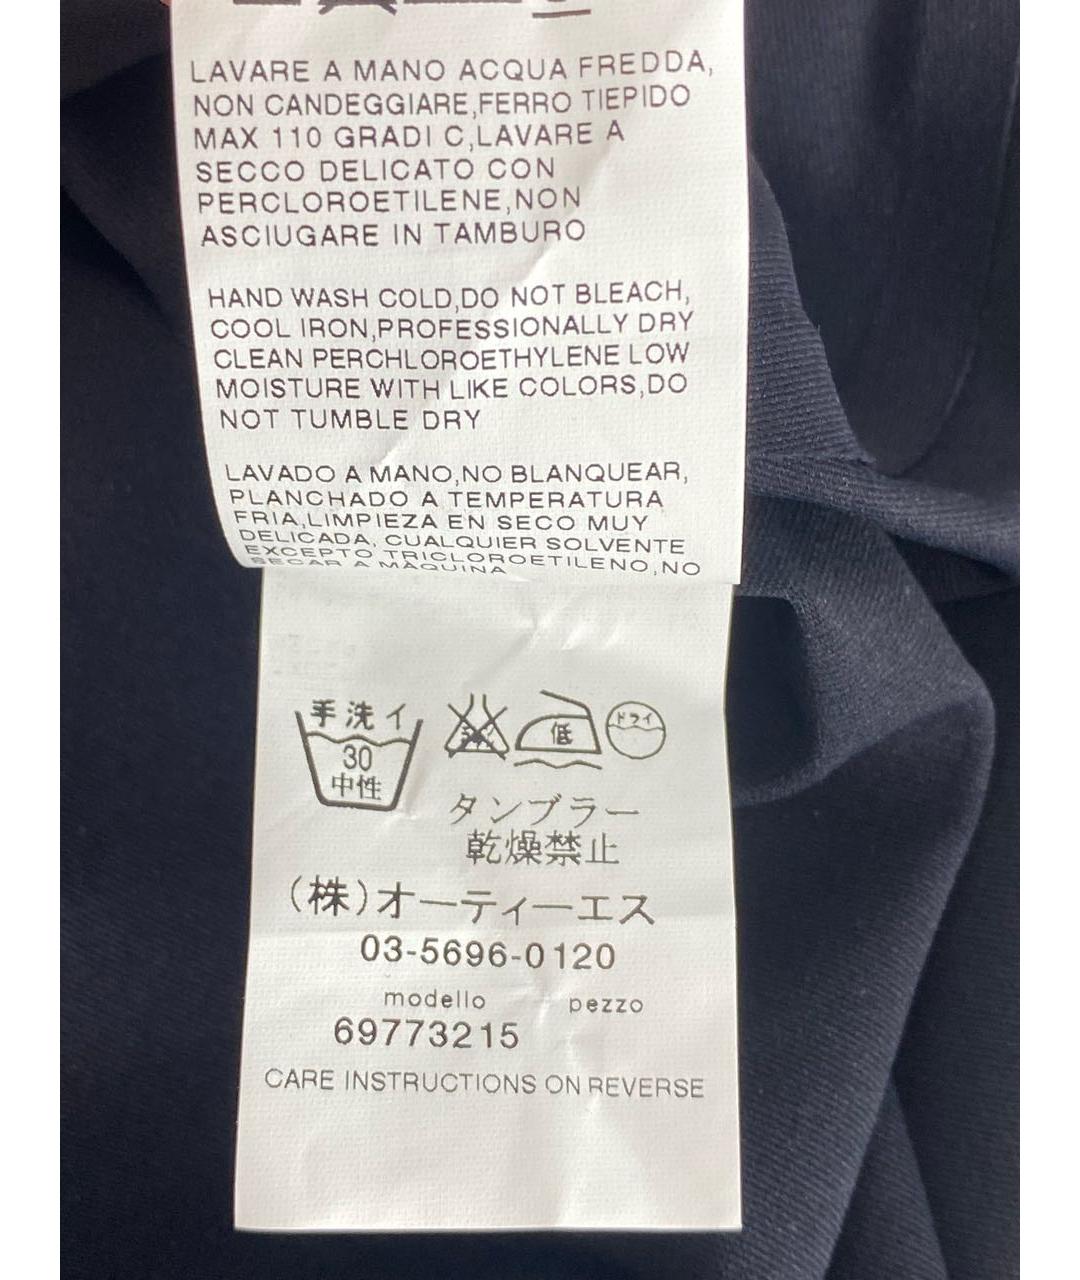 LAVARE A MANO ACQUA FREDDA,
NON CANDEGGIARE,FERRO TIEPIDO
MAX 110 GRADI C,LAVARE A
SECCO DELICATO CON
PERCLOROETILENE,NON
ASCIUGARE IN TAMBURO
HAND WASH COLD,DO NOT BLEACH,
COOL IRON,PROFESSIONALLY DRY
CLEAN PERCHLOROETHYLENE LOW
MOISTURE WITH LIKE COLORS,DO
NOT TUMBLE DRY
LAVADO A MANO,NO BLANQUEAR,
PLANCHADO A TEMPERATURA
FRIA,LIMPIEZA EN SECO MUY
DELICADA, CUALQUIER SOLVENTE
EXCEPTO TRICLOROETILENO,NO
SECAR A MAQUINA
手洗イ
30
中性
低
ドライ
タンブラー
乾燥禁止
(株)オーティーエス
03-5696-0120
modello pezzo
69773215
CARE INSTRUCTIONS ON REVERSE